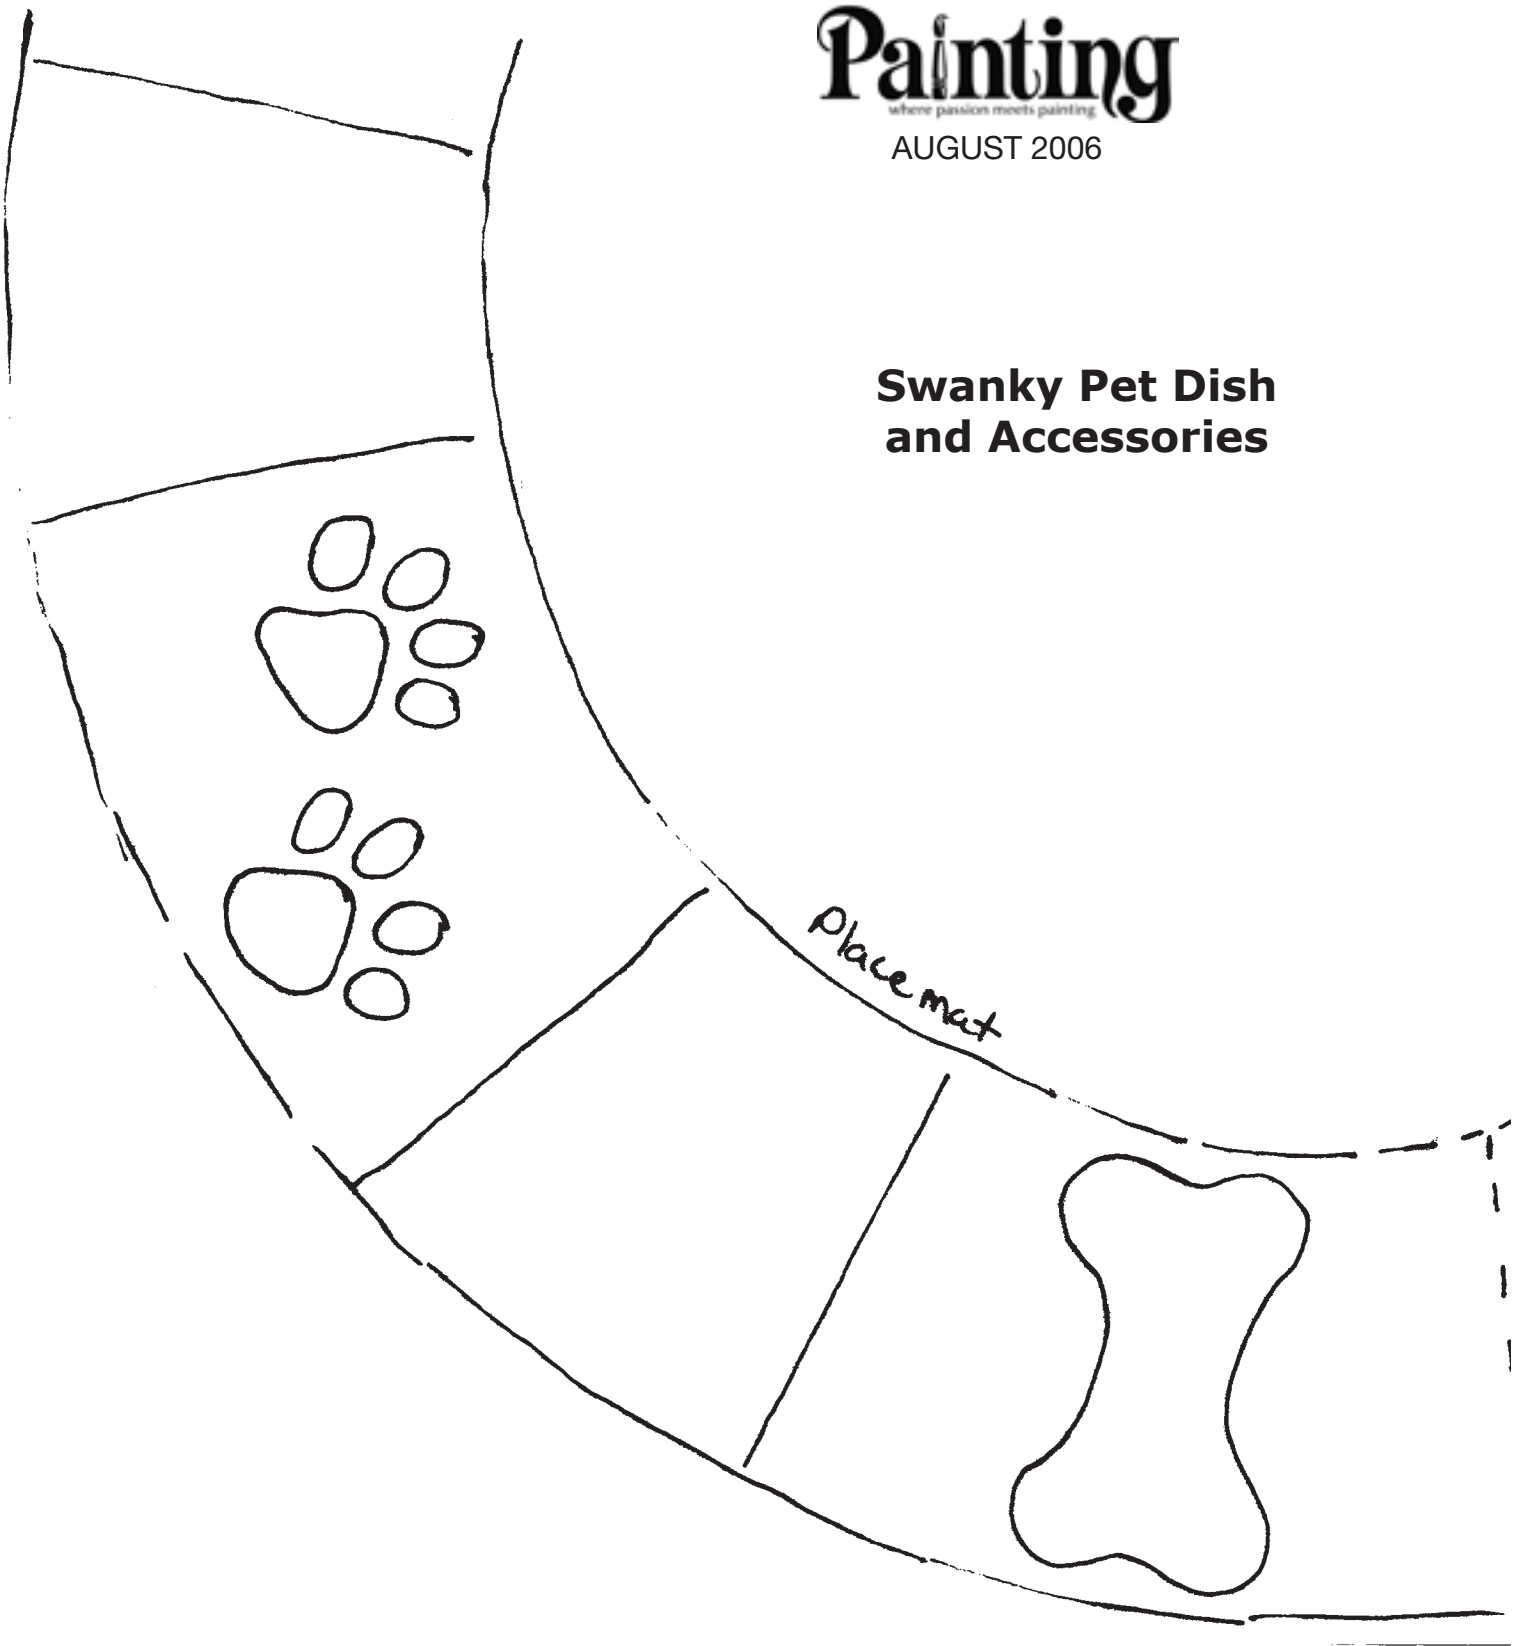 Painting
where passion meets painting
AUGUST 2006
Swanky Pet Dish
and Accessories
Placemat